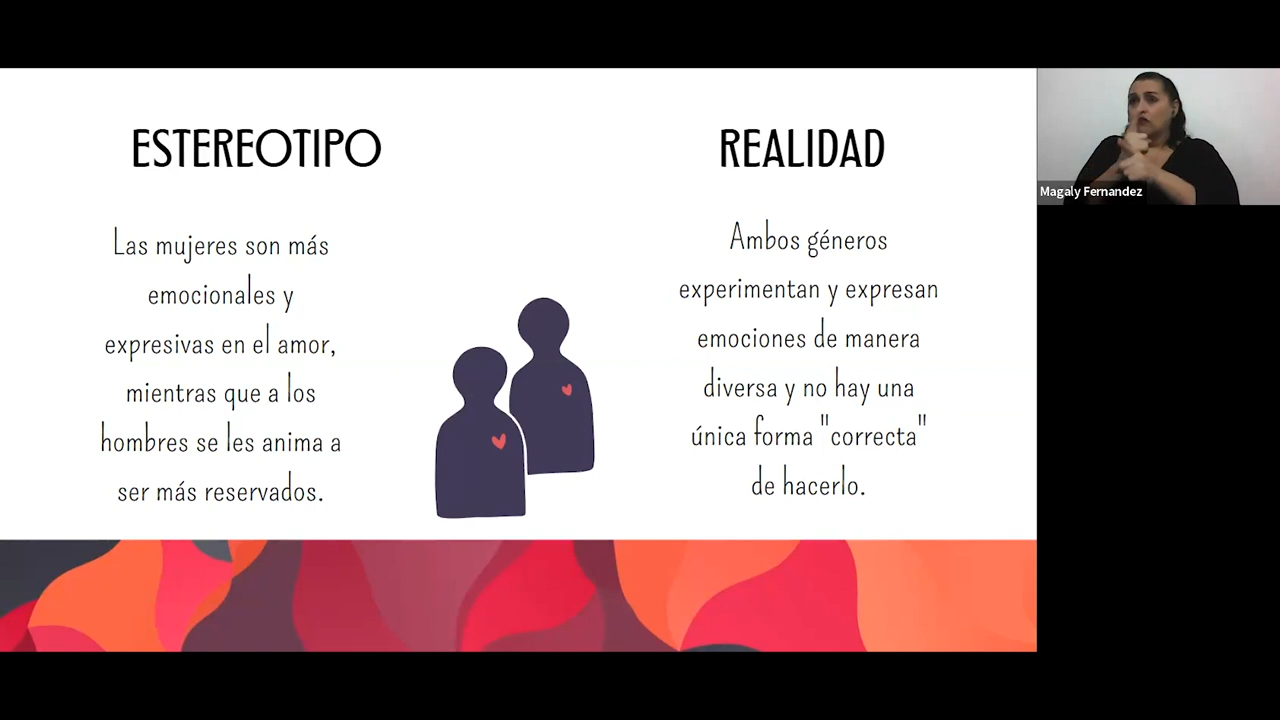 ESTEREOTIPO
Las mujeres son más
emocionales y
expresivas en el amor,
mientras que a los
hombres se les anima a
ser más reservados.
REALIDAD
Ambos géneros
experimentan y expresan
emociones de manera
diversa y no hay una
única forma "correcta"
de hacerlo.
Magaly Fernandez